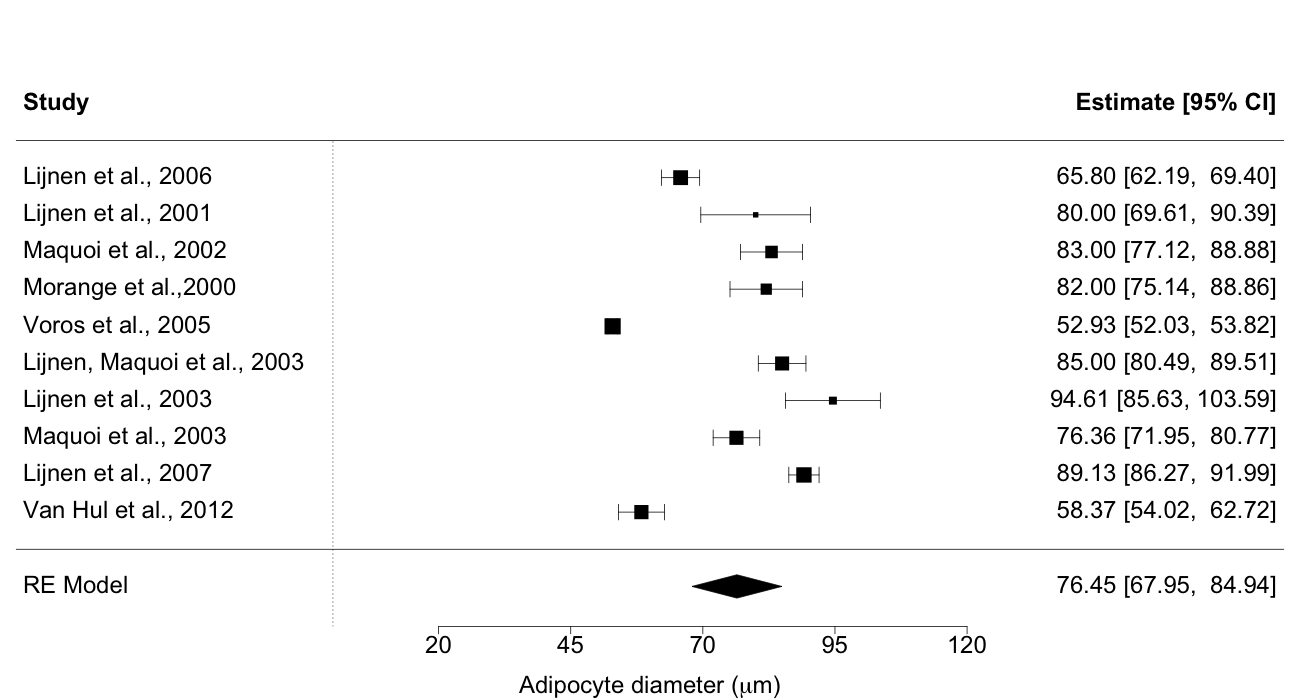 Study Estimate [95% CI]
Lijnen et al., 2006 65.80 [62.19, 69.40]
Lijnen et al., 2001 80.00 [69.61, 90.39]
Maquoi et al., 2002 83.00 [77.12, 88.88]
Morange et al.,2000 82.00 [75.14, 88.86]
Voros et al., 2005 52.93 [52.03, 53.82]
Lijnen, Maquoi et al., 2003 85.00 [80.49, 89.51]
Lijnen et al., 2003 94.61 [85.63, 103.59]
Maquoi et al., 2003 76.36 [71.95, 80.77]
Lijnen et al., 2007 89.13 [86.27, 91.99]
Van Hul et al., 2012 58.37 [54.02, 62.72]
RE Model 76.45 [67.95, 84.94]
20 45 70 95 120
Adipocyte diameter (μm)